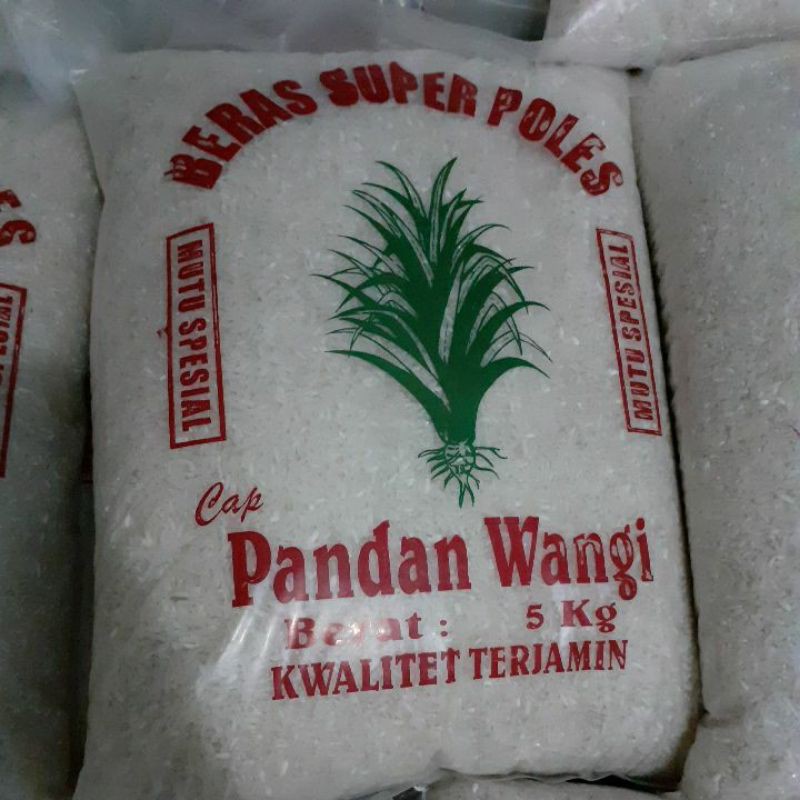 BERAS SUPER POLES
MUTU SPESIAL
MUTU SPESIAL
Cap
Pandan Wangi
Berat : 5 Kg
KWALITET TERJAMIN